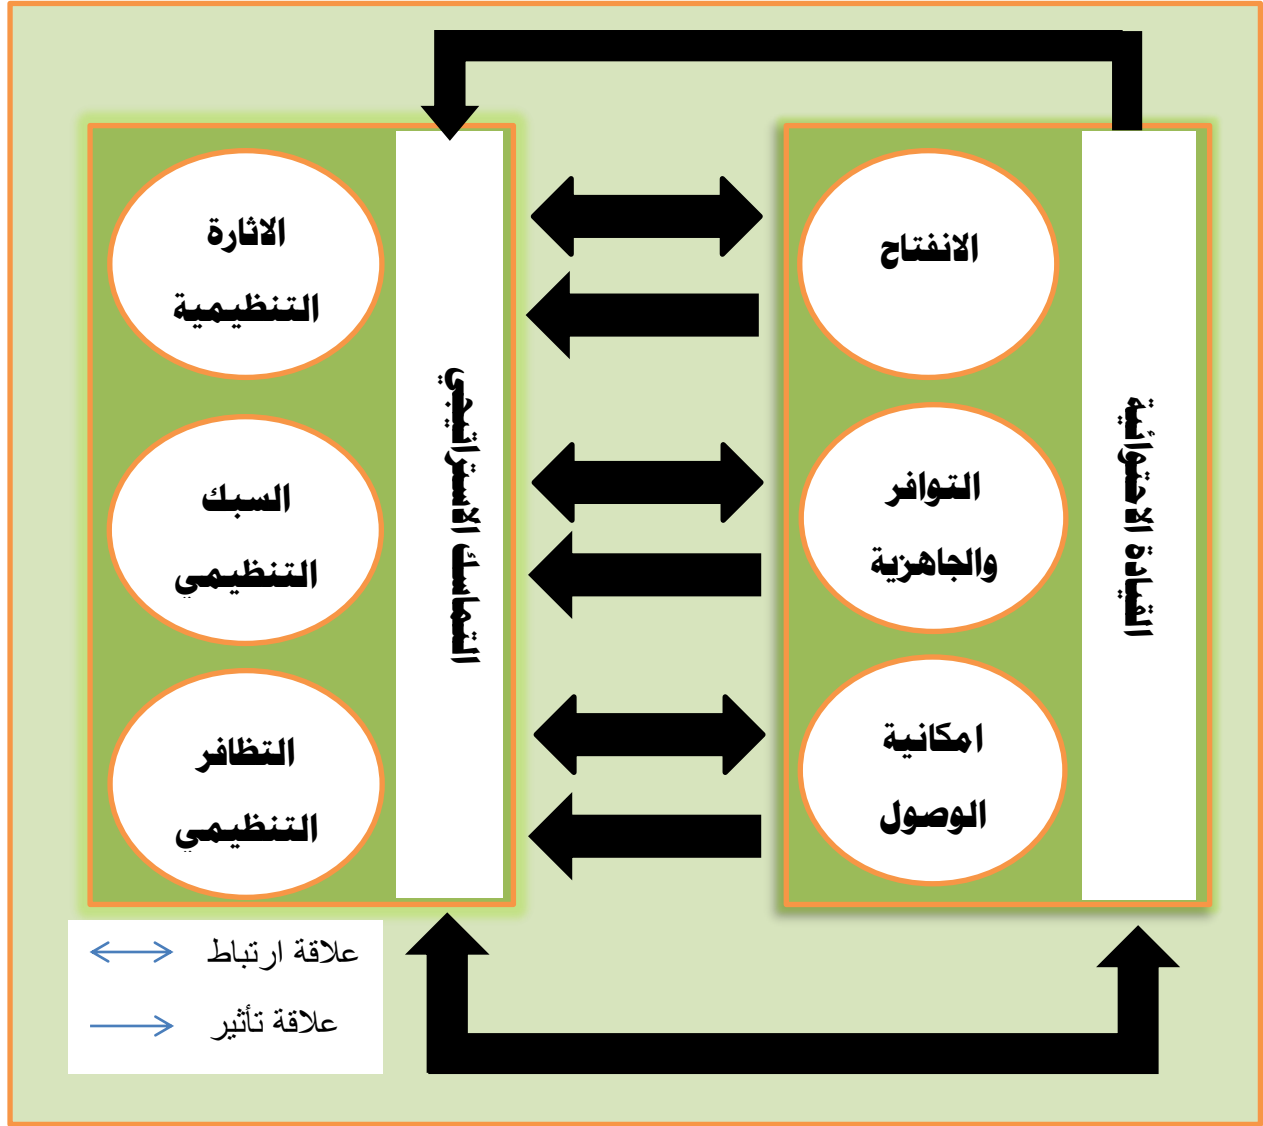 القيادة الاحتوائية
الانفتاح
التوافر
والجاهزية
امكانية
الوصول
التماسك الاستراتيجي
الاثارة
التنظيمية
السبك
التنظيمي
التظافر
التنظيمي
علاقة ارتباط
علاقة تأثير